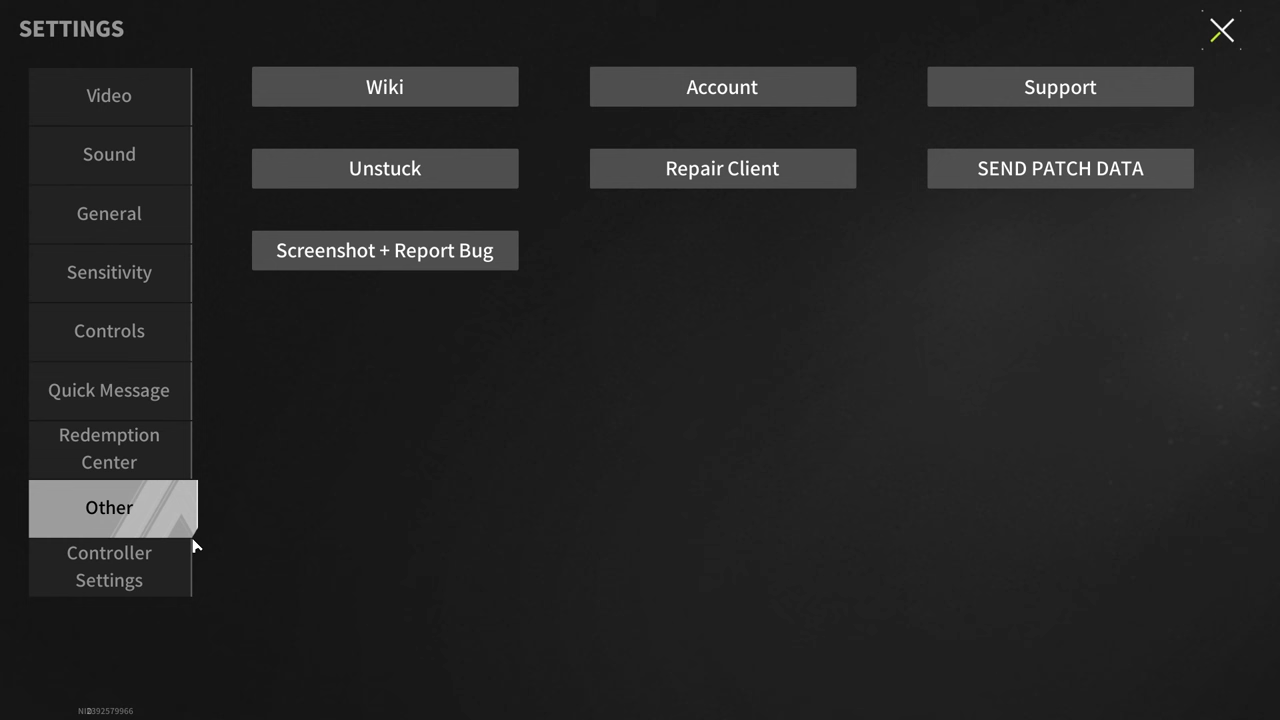 SETTINGS
Video
Sound
General
Sensitivity
Controls
Quick Message
Redemption
Center
Other
Controller
Settings
Wiki
Account
Support
Unstuck
Repair Client
SEND PATCH DATA
Screenshot + Report Bug